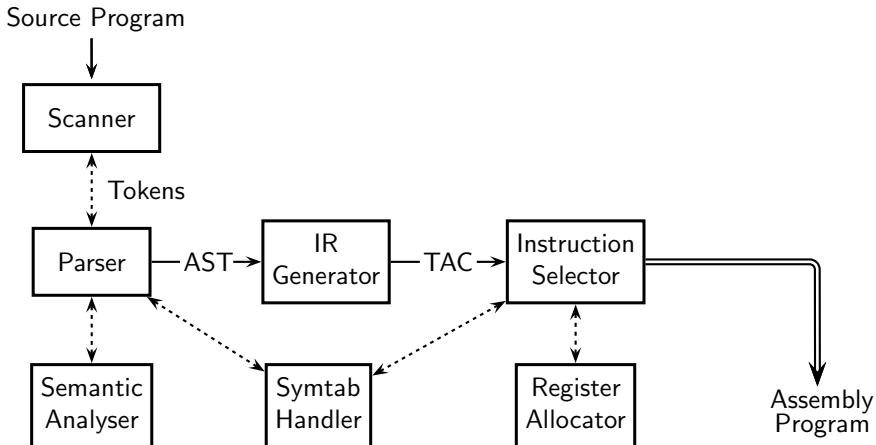 Source Program
Scanner
Tokens
Parser
AST
IR
Generator
TAC
Instruction
Selector
Semantic
Analyser
Symtab
Handler
Register
Allocator
Assembly
Program